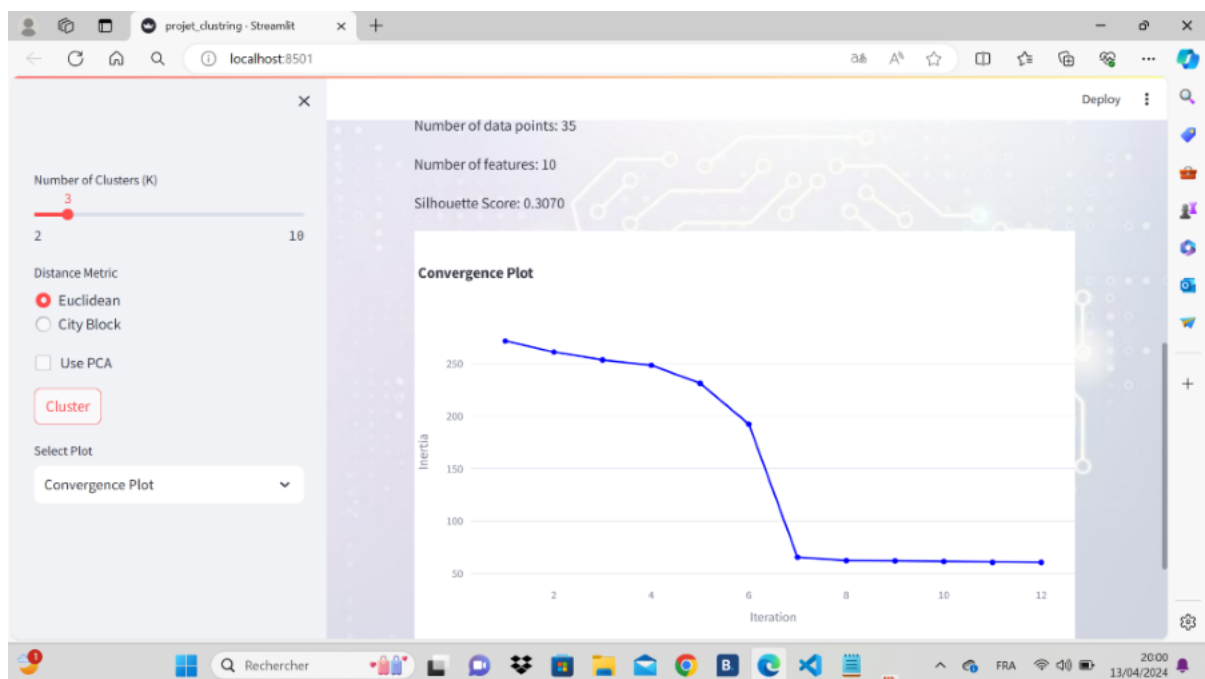 projet_clustring · Streamlit
localhost:8501
Deploy
Number of Clusters (K)
3
2 10
Distance Metric
Euclidean
City Block
Use PCA
Cluster
Select Plot
Convergence Plot
Number of data points: 35
Number of features: 10
Silhouette Score: 0.3070
Convergence Plot
250
200
150
100
50
Inertia
2 4 6 8 10 12
Iteration
1
Rechercher
B.
FRA
20:00
13/04/2024